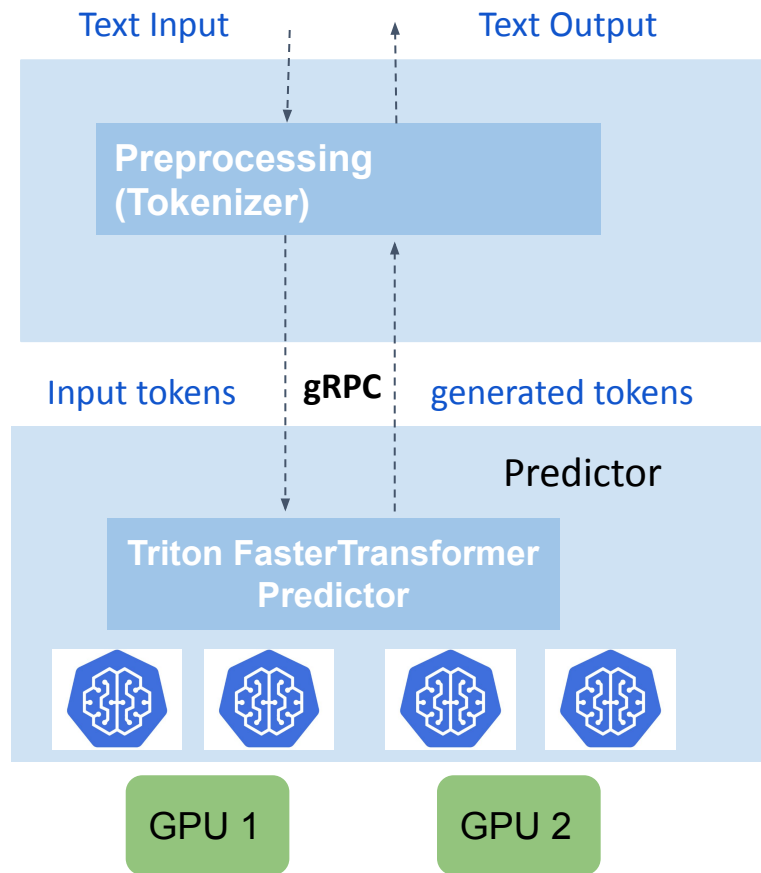 Text Input
Text Output
Preprocessing
(Tokenizer)
Input tokens
gRPC
generated tokens
Predictor
Triton FasterTransformer
Predictor
GPU 1
GPU 2